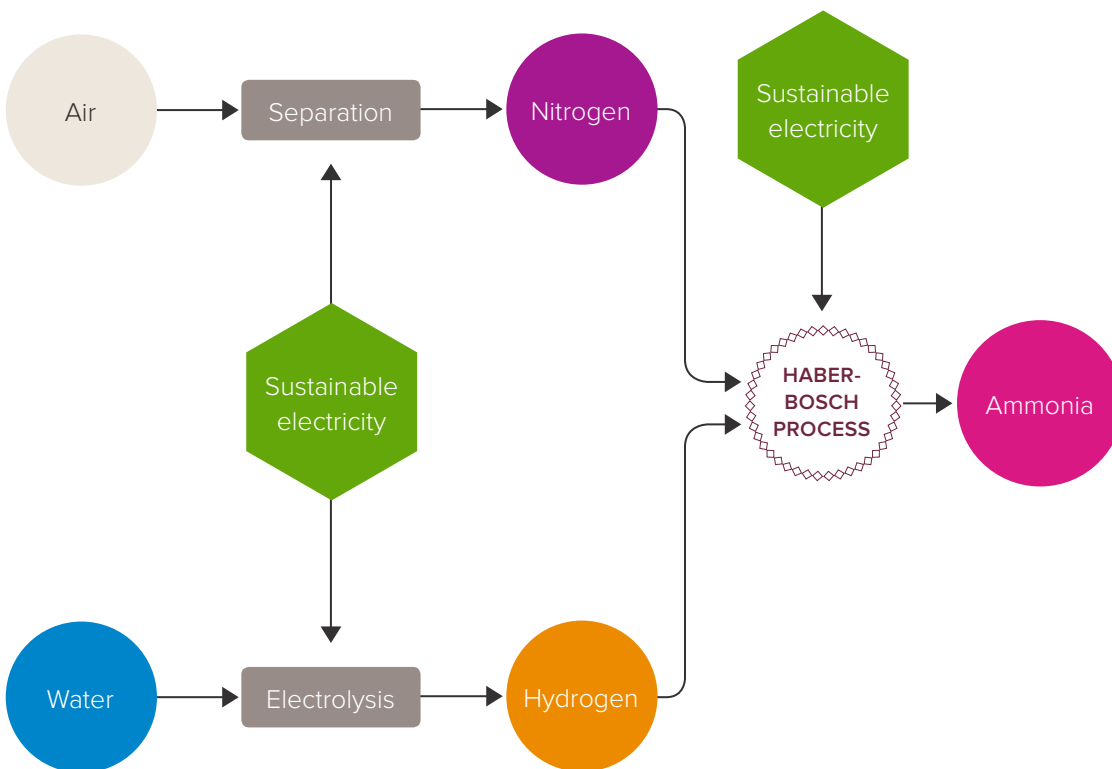 Air
Separation
Nitrogen
Sustainable
electricity
Sustainable
electricity
HABER-
BOSCH
PROCESS
Ammonia
Water
Electrolysis
Hydrogen